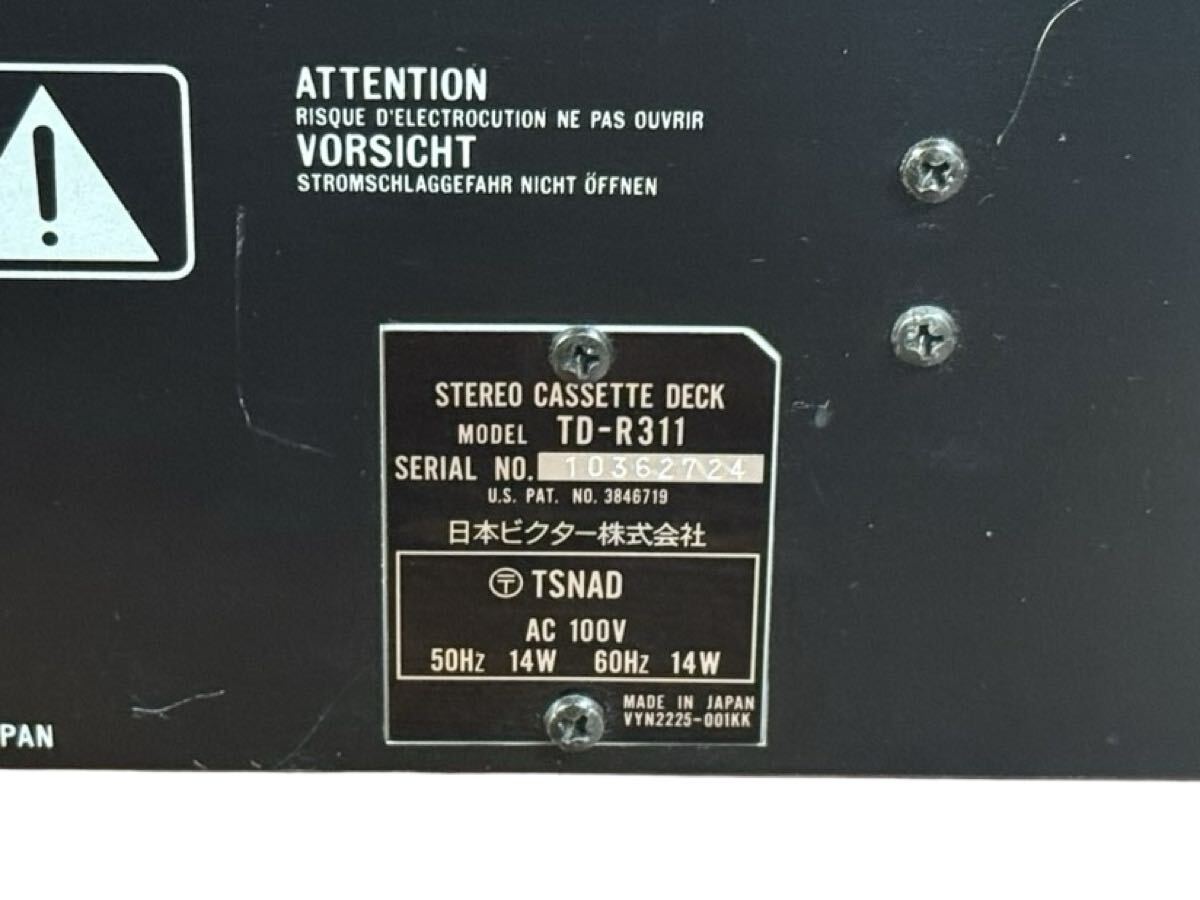 ATTENTION
RISQUE D'ELECTROCUTION NE PAS OUVRIR
VORSICHT
STROMSCHLAGGEFAHR NICHT ÖFFNEN
STEREO CASSETTE DECK
MODEL TD-R311
SERIAL NO. 10362724
U.S. PAT. NO. 3846719
日本ビクター株式会社
〶 TSNAD
AC 100V
50Hz 14W 60Hz 14W
MADE IN JAPAN
VYN2225-001KK
PAN